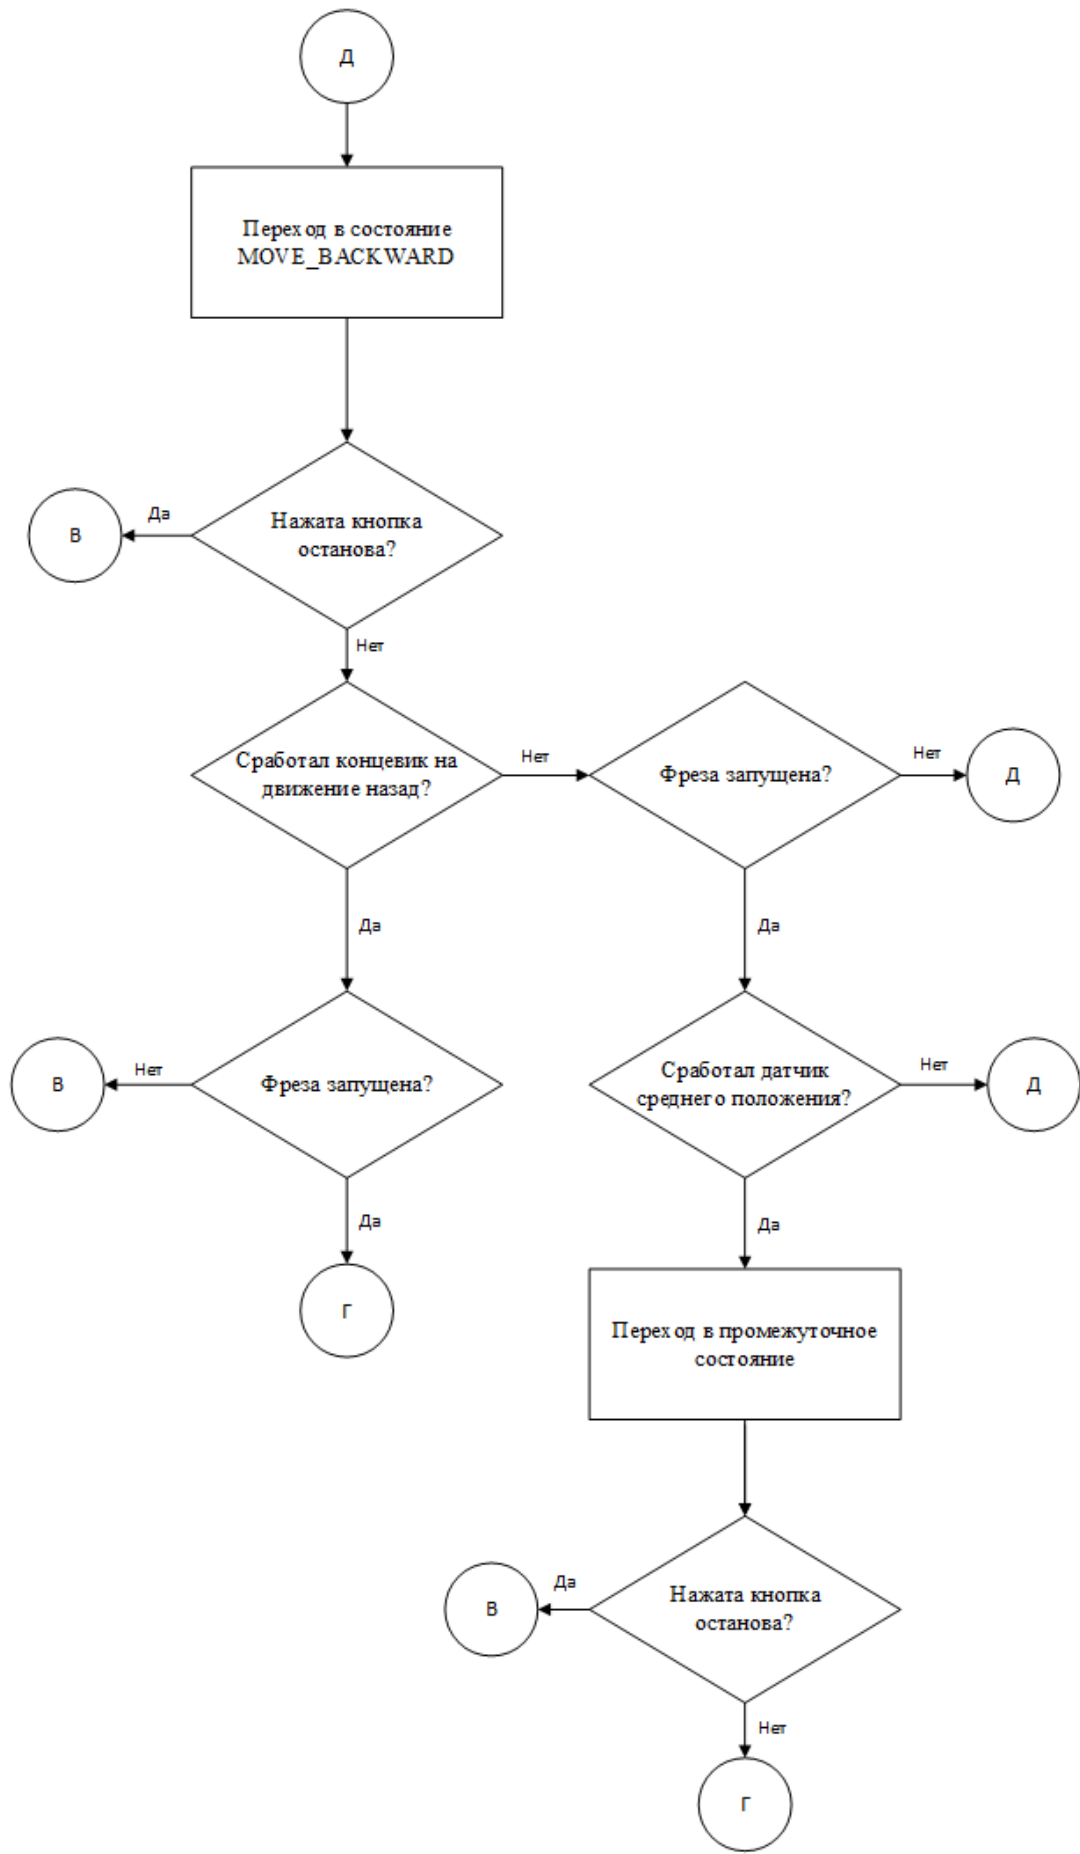 Д
Переход в состояние
MOVE_BACKWARD
Нажата кнопка
останова?
Да
В
Нет
Сработал концевик на
движение назад?
Нет
Фреза запущена?
Нет
Д
Да
Да
Фреза запущена?
Нет
В
Сработал датчик
среднего положения?
Нет
Д
Да
Г
Да
Переход в промежуточное
состояние
Нажата кнопка
останова?
Да
В
Нет
Г